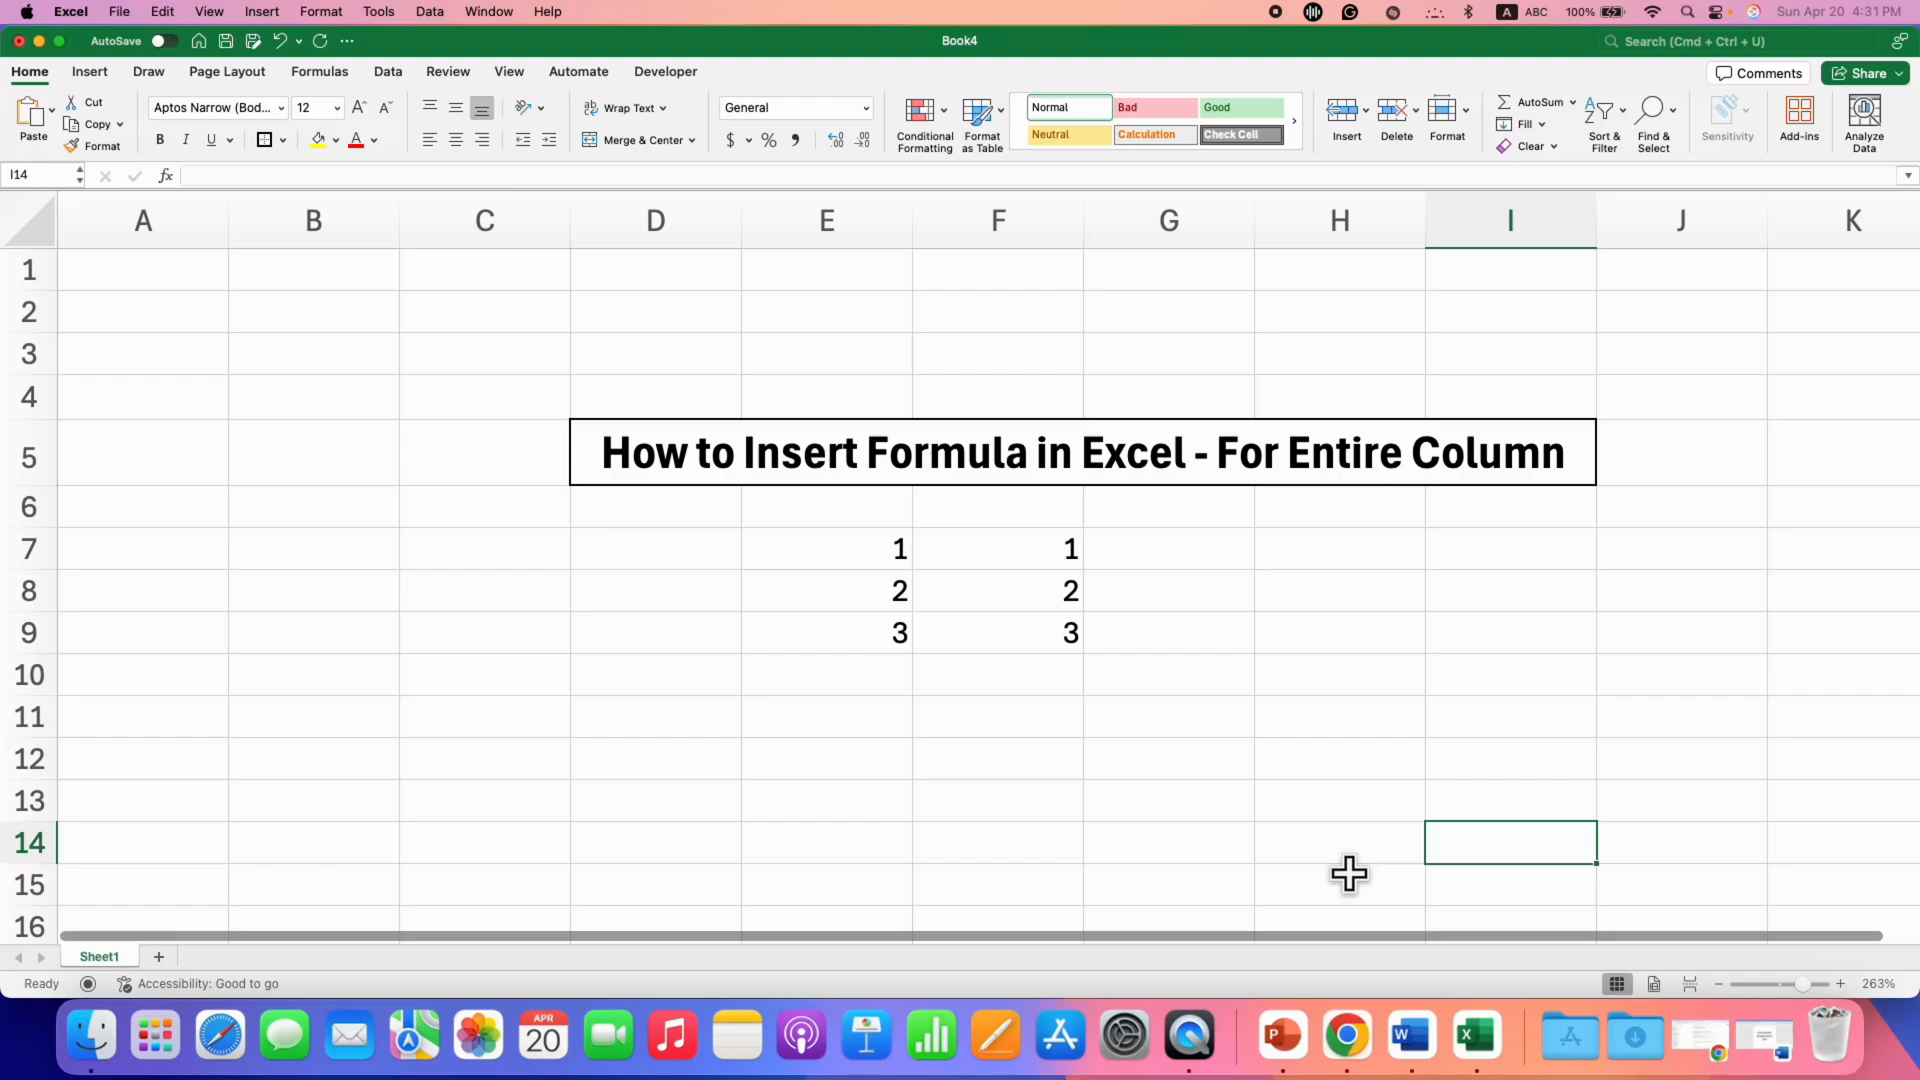 Excel File Edit View Insert Format Tools Data Window Help A ABC 100% Sun Apr 20 4:31 PM
AutoSave Book4 Search (Cmd + Ctrl + U)
Home Insert Draw Page Layout Formulas Data Review View Automate Developer Comments Share
Paste Cut Copy Format
Aptos Narrow (Bod... 12 A^ A˅
B I U A
ab Wrap Text
Merge & Center
General
$ % 9
Conditional Formatting
Format as Table
Normal Bad Good
Neutral Calculation Check Cell
Insert Delete Format
AutoSum
Fill
Clear
Sort & Filter
Find & Select
Sensitivity
Add-ins
Analyze Data
I14 fx
A B C D E F G H I J K
1
2
3
4
5 How to Insert Formula in Excel - For Entire Column
6
7 1 1
8 2 2
9 3 3
10
11
12
13
14
15
16
Sheet1 +
Ready Accessibility: Good to go 263%
APR
20
P W X